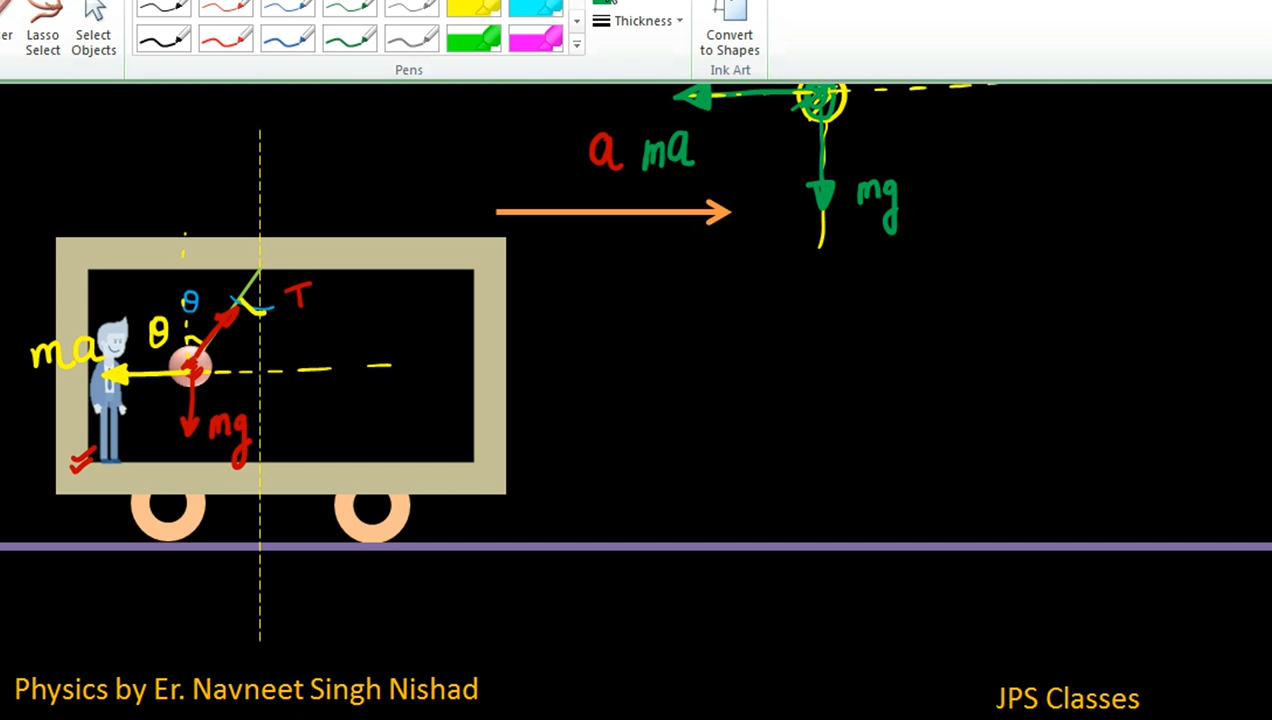 Lasso
Select
Select
Objects
Thickness
Convert
to Shapes
Pens
Ink Art
a ma
mg
θ
T
θ
ma
mg
Physics by Er. Navneet Singh Nishad
JPS Classes